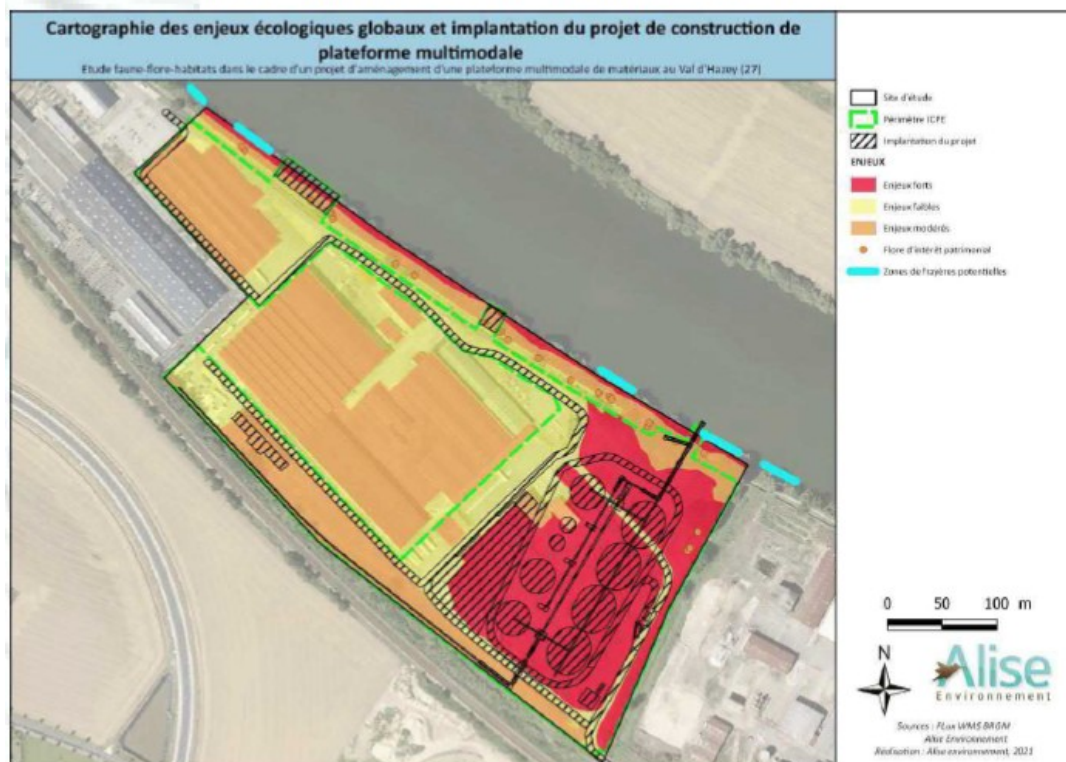 Cartographie des enjeux écologiques globaux et implantation du projet de construction de
plateforme multimodale
Etude faune-flore-habitats dans le cadre d'un projet d'aménagement d'une plateforme multimodale de matériaux au Val d'Hazey (27)
Site d'étude
Périmètre ICPE
Implantation du projet
ENJEUX
Enjeux forts
Enjeux faibles
Enjeux modérés
Flore d'intérêt patrimonial
Zones de frayères potentielles
0 50 100 m
N
Alise
Environnement
Sources : FLux WMS BRGM
Alise Environnement
Réalisation : Alise environnement, 2021